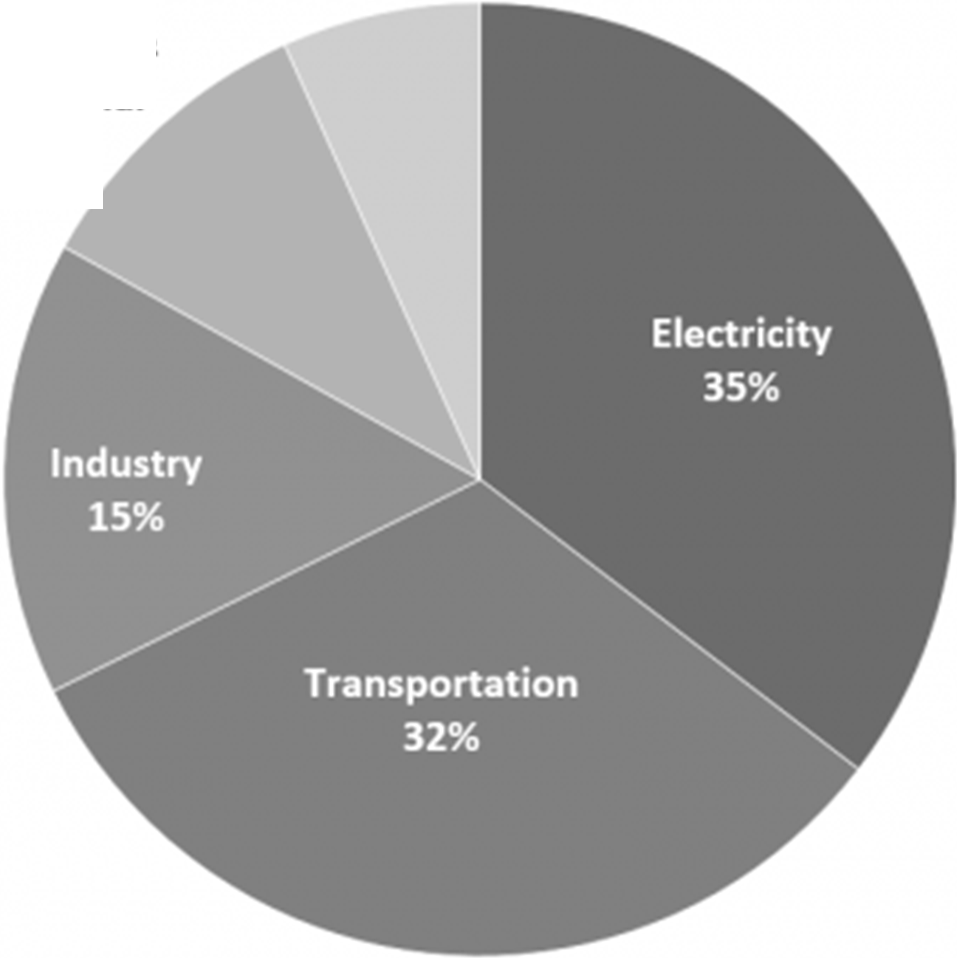 Electricity
35%
Industry
15%
Transportation
32%